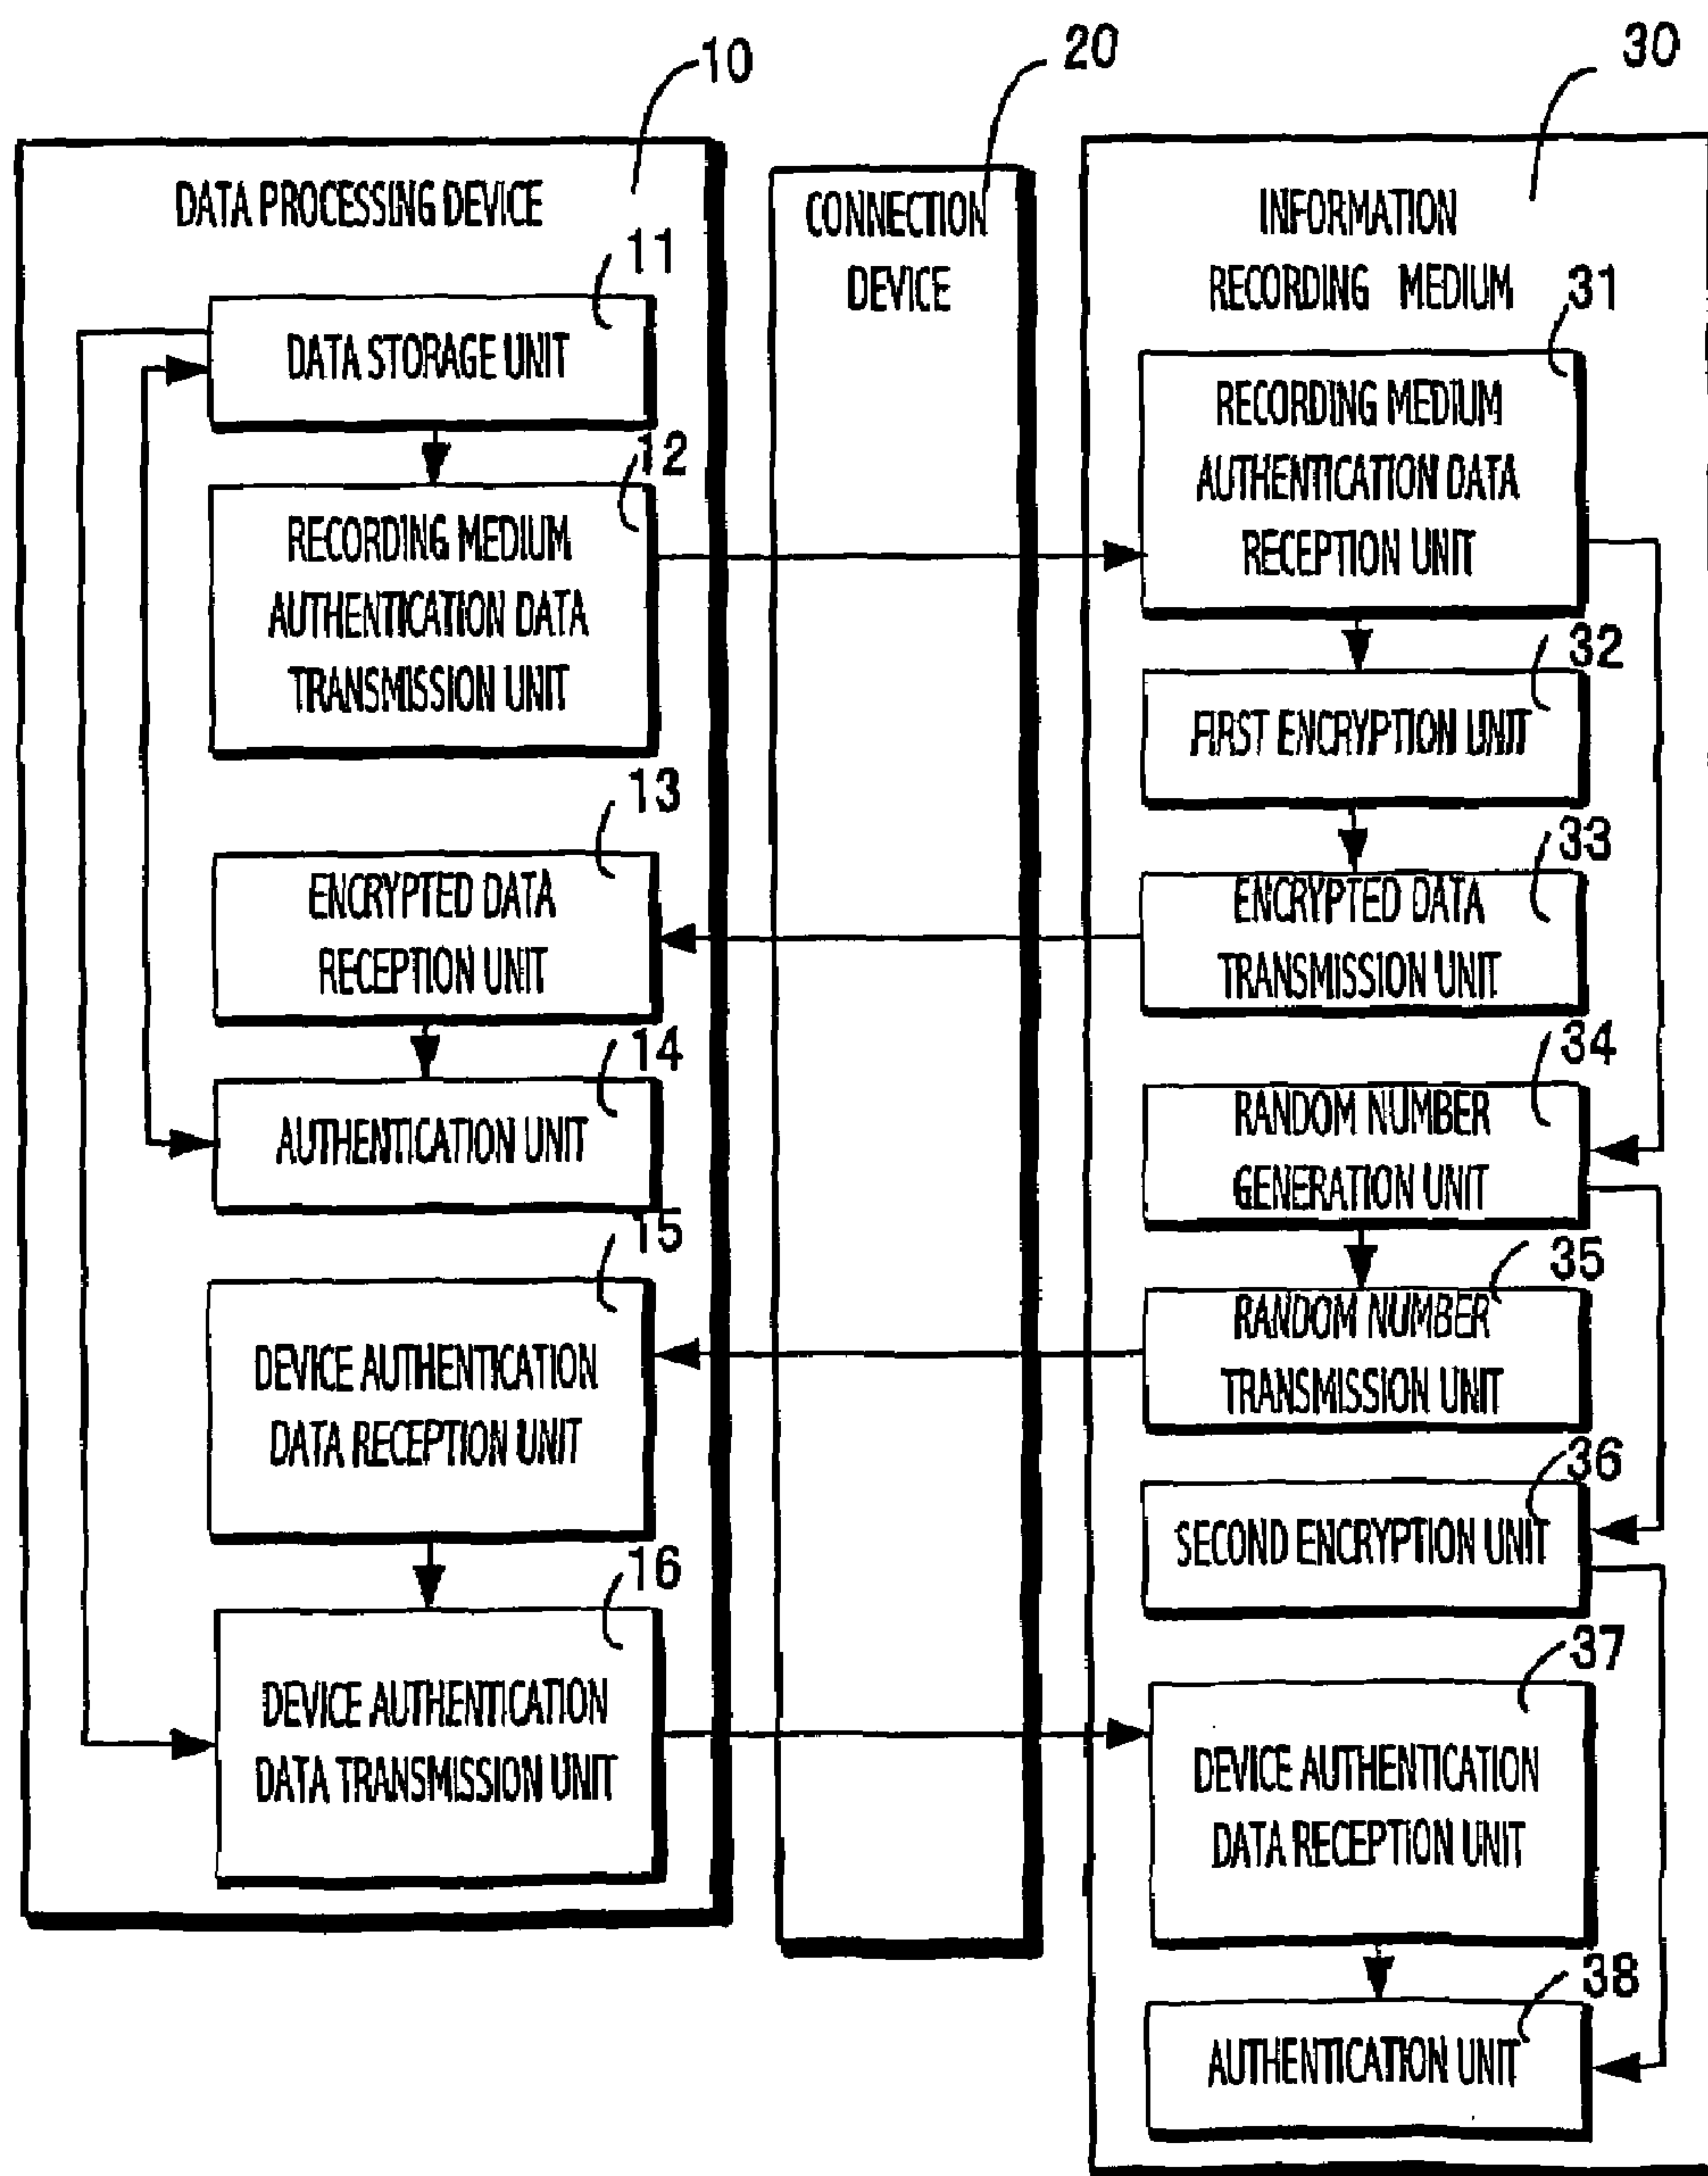 10
20
30
DATA PROCESSING DEVICE
11
DATA STORAGE UNIT
12
RECORDING MEDIUM
AUTHENTICATION DATA
TRANSMISSION UNIT
13
ENCRYPTED DATA
RECEPTION UNIT
14
AUTHENTICATION UNIT
15
DEVICE AUTHENTICATION
DATA RECEPTION UNIT
16
DEVICE AUTHENTICATION
DATA TRANSMISSION UNIT
CONNECTION
DEVICE
INFORMATION
RECORDING MEDIUM
31
RECORDING MEDIUM
AUTHENTICATION DATA
RECEPTION UNIT
32
FIRST ENCRYPTION UNIT
33
ENCRYPTED DATA
TRANSMISSION UNIT
34
RANDOM NUMBER
GENERATION UNIT
35
RANDOM NUMBER
TRANSMISSION UNIT
36
SECOND ENCRYPTION UNIT
37
DEVICE AUTHENTICATION
DATA RECEPTION UNIT
38
AUTHENTICATION UNIT